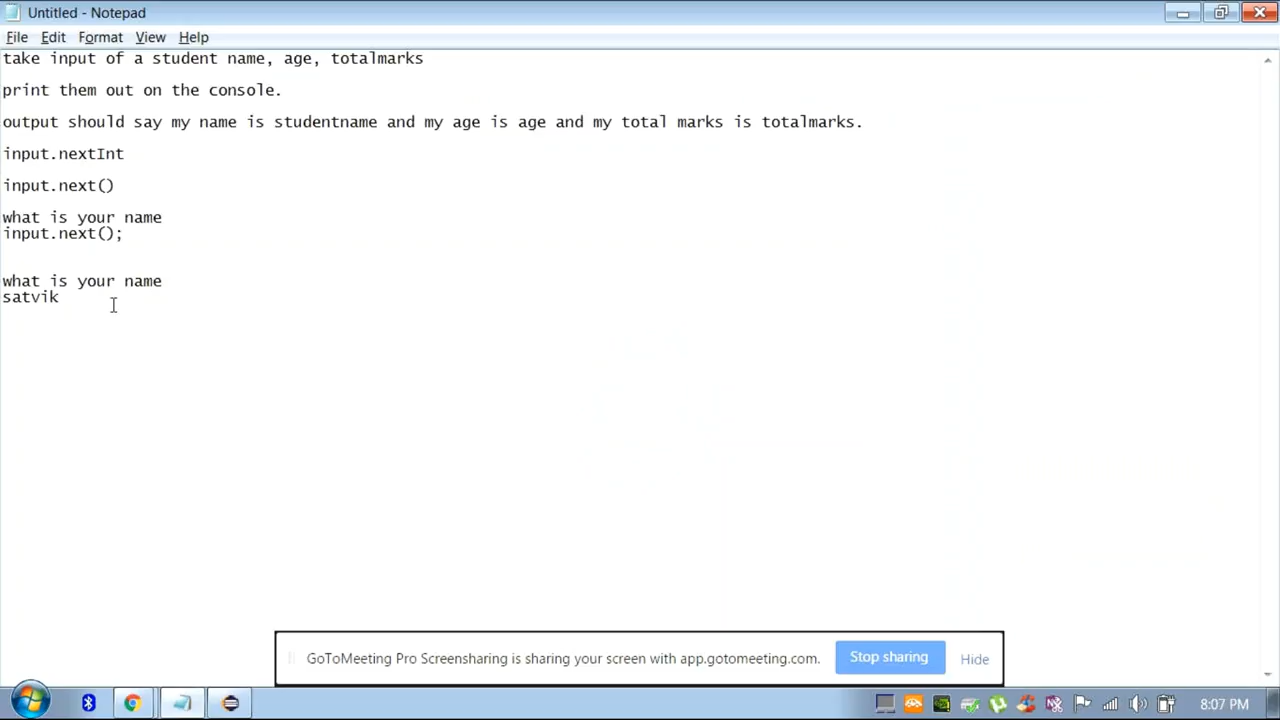 Untitled - Notepad
File Edit Format View Help
take input of a student name, age, totalmarks
print them out on the console.
output should say my name is studentname and my age is age and my total marks is totalmarks.
input.nextInt
input.next()
what is your name
input.next();
what is your name
satvik
GoToMeeting Pro Screensharing is sharing your screen with app.gotomeeting.com. Stop sharing Hide
8:07 PM